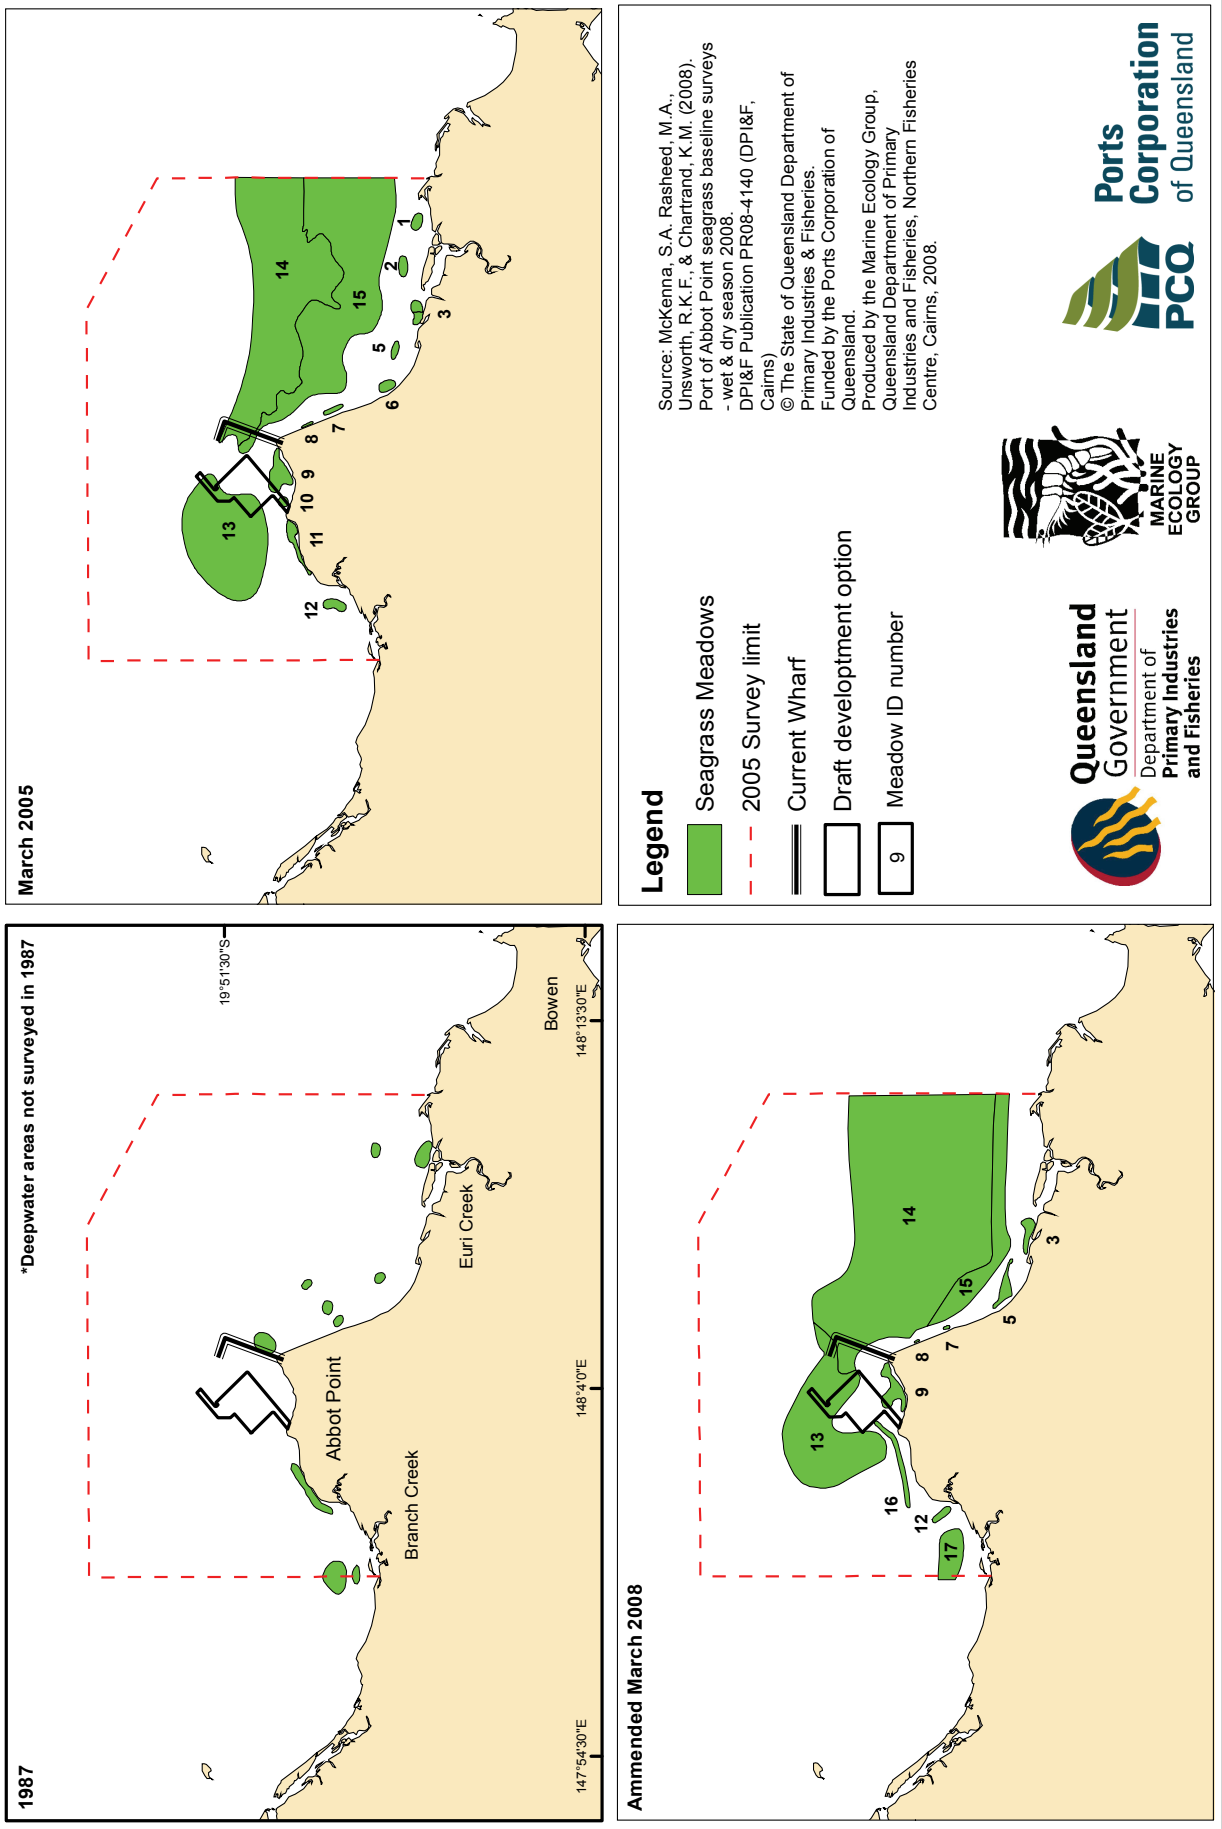 1987
*Deepwater areas not surveyed in 1987
19°51'30"S
Bowen
Euri Creek
Abbot Point
Branch Creek
147°54'30"E
148°4'0"E
148°13'30"E
March 2005
14
15
13
1
2
3
5
6
7
8
9
10
11
12
Ammended March 2008
14
15
13
3
5
7
8
9
16
12
17
Legend
Seagrass Meadows
2005 Survey limit
Current Wharf
Draft developtment option
9
Meadow ID number
Source: McKenna, S.A. Rasheed, M.A.,
Unsworth, R.K.F., & Chartrand, K.M. (2008).
Port of Abbot Point seagrass baseline surveys
- wet & dry season 2008.
DPI&F Publication PR08-4140 (DPI&F,
Cairns)
© The State of Queensland Department of
Primary Industries & Fisheries.
Funded by the Ports Corporation of
Queensland.
Produced by the Marine Ecology Group,
Queensland Department of Primary
Industries and Fisheries, Northern Fisheries
Centre, Cairns, 2008.
Queensland
Government
Department of
Primary Industries
and Fisheries
MARINE
ECOLOGY
GROUP
PCQ
Ports
Corporation
of Queensland